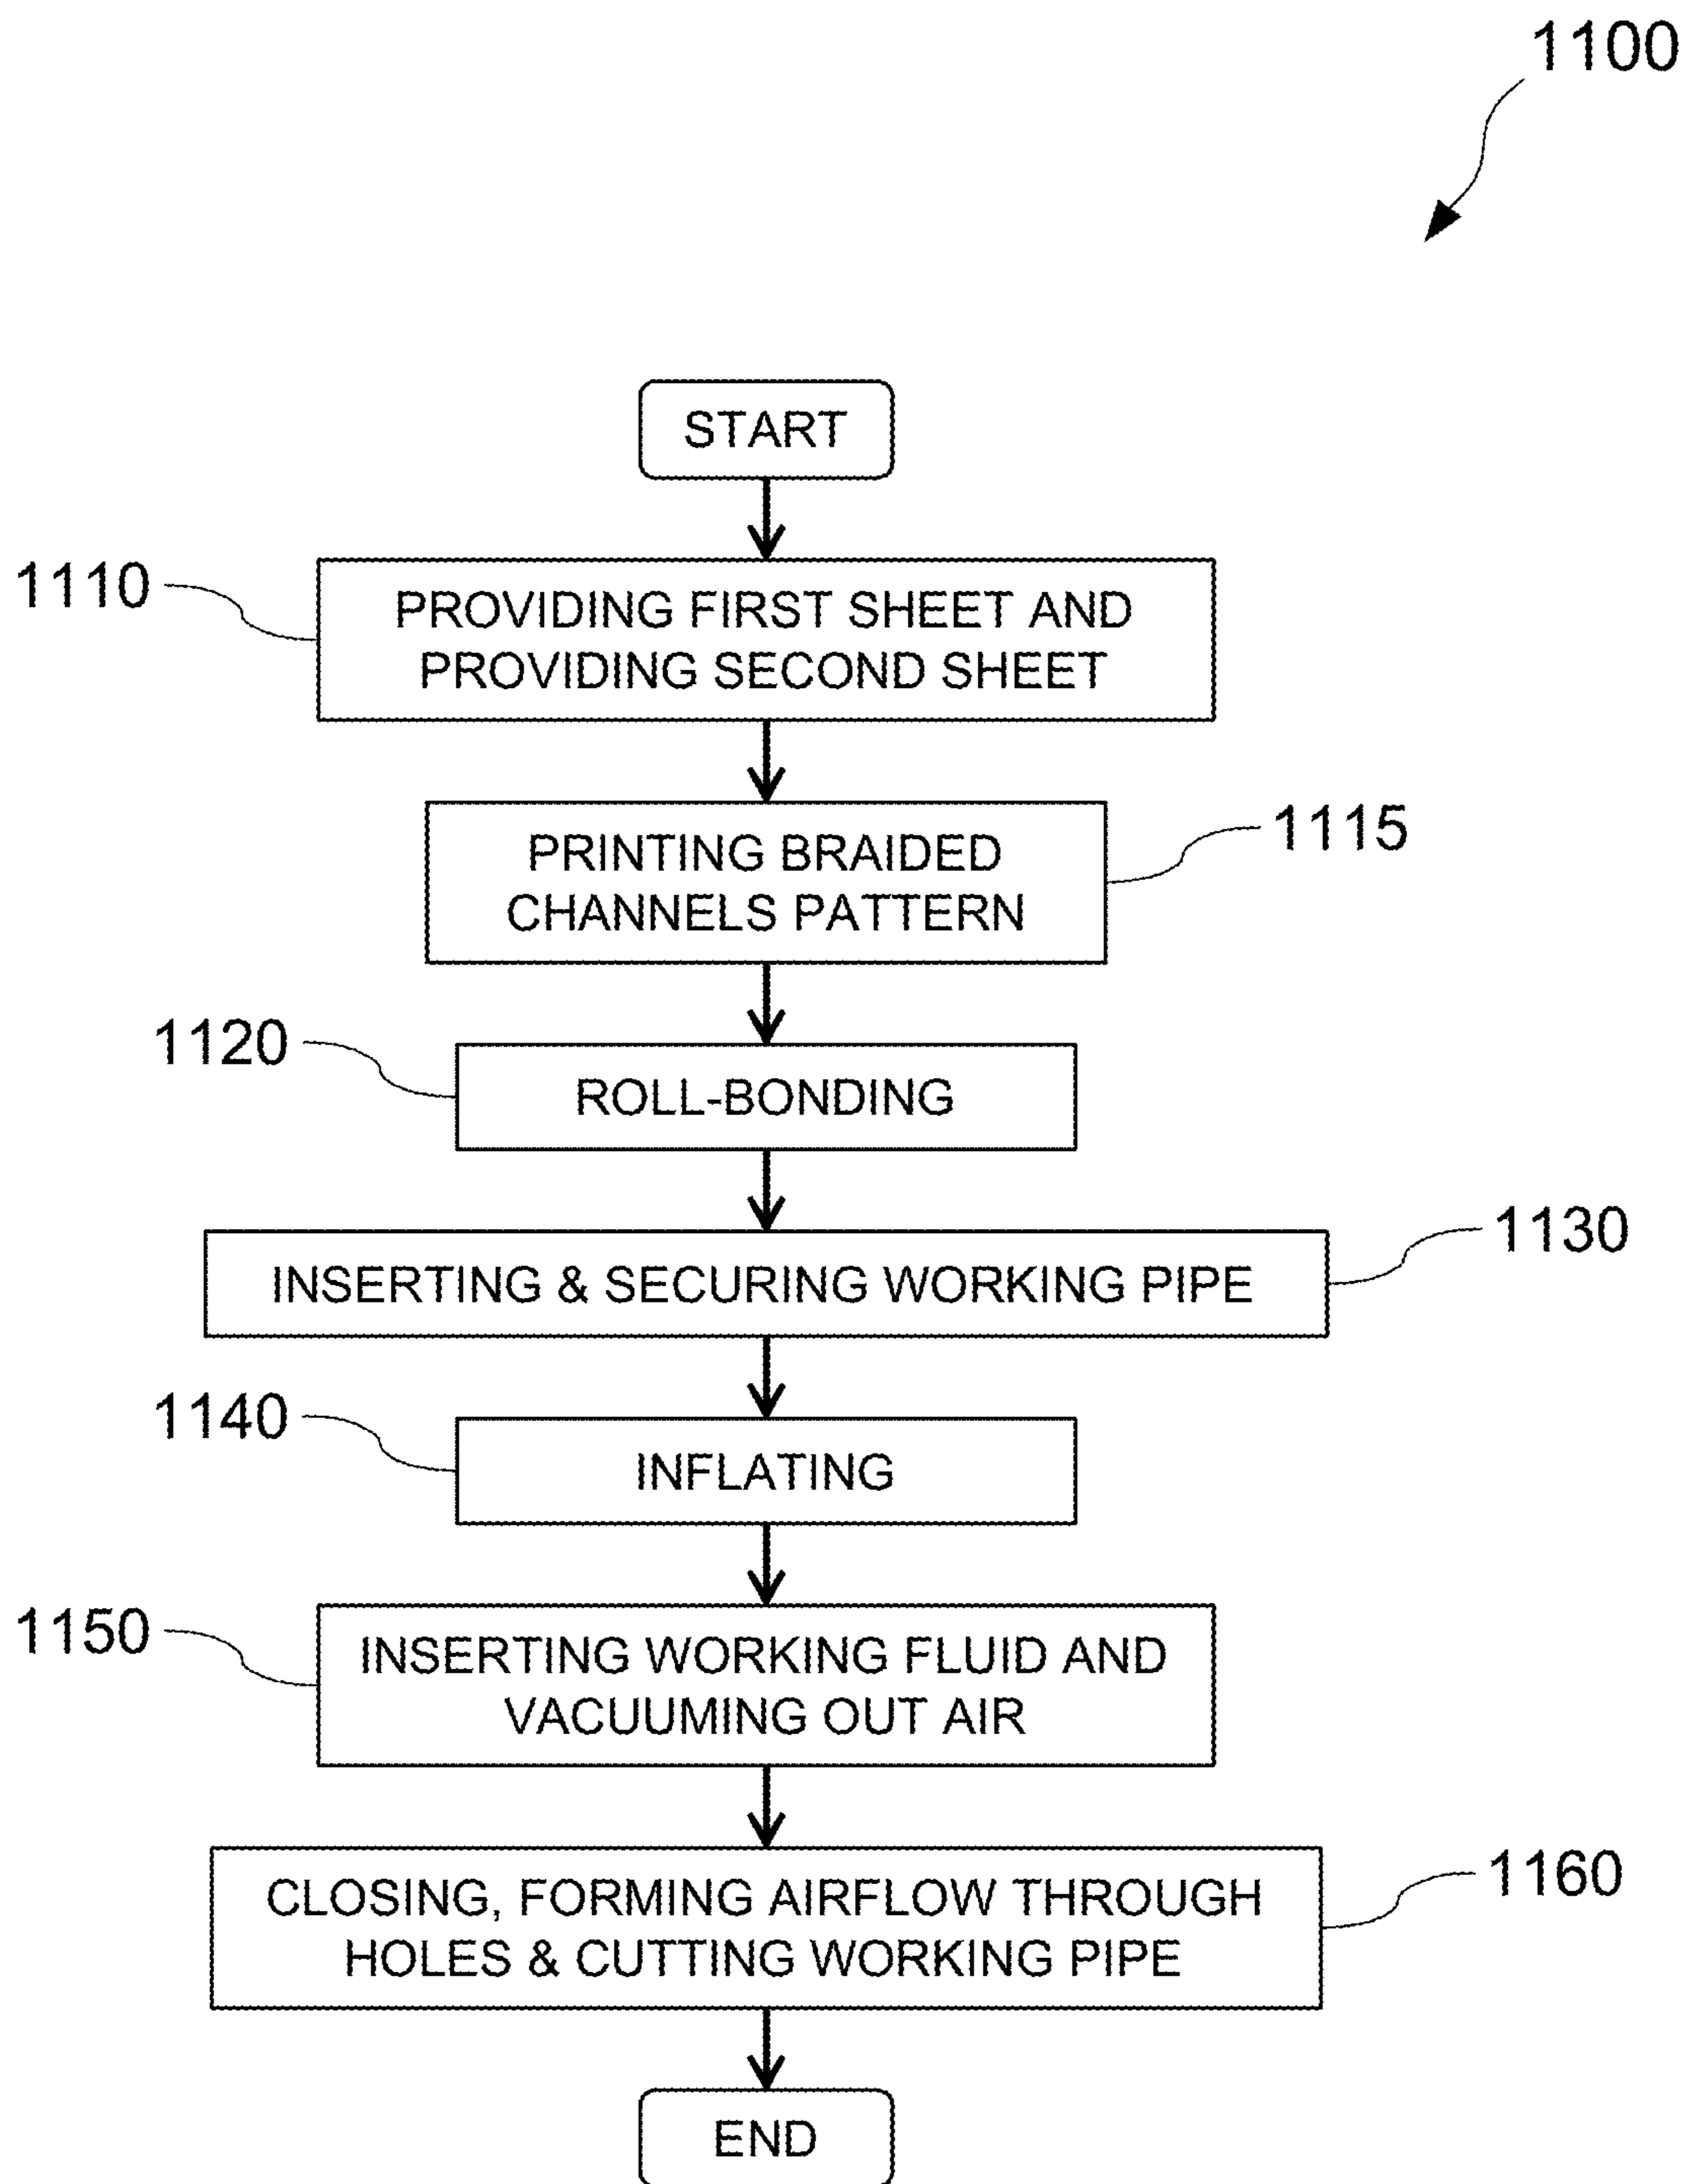 1100
START
1110
PROVIDING FIRST SHEET AND
PROVIDING SECOND SHEET
1115
PRINTING BRAIDED
CHANNELS PATTERN
1120
ROLL-BONDING
1130
INSERTING & SECURING WORKING PIPE
1140
INFLATING
1150
INSERTING WORKING FLUID AND
VACUUMING OUT AIR
1160
CLOSING, FORMING AIRFLOW THROUGH
HOLES & CUTTING WORKING PIPE
END